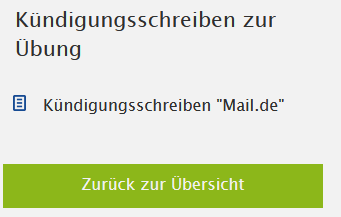 Kündigungsschreiben zur
Übung
Kündigungsschreiben "Mail.de"
Zurück zur Übersicht